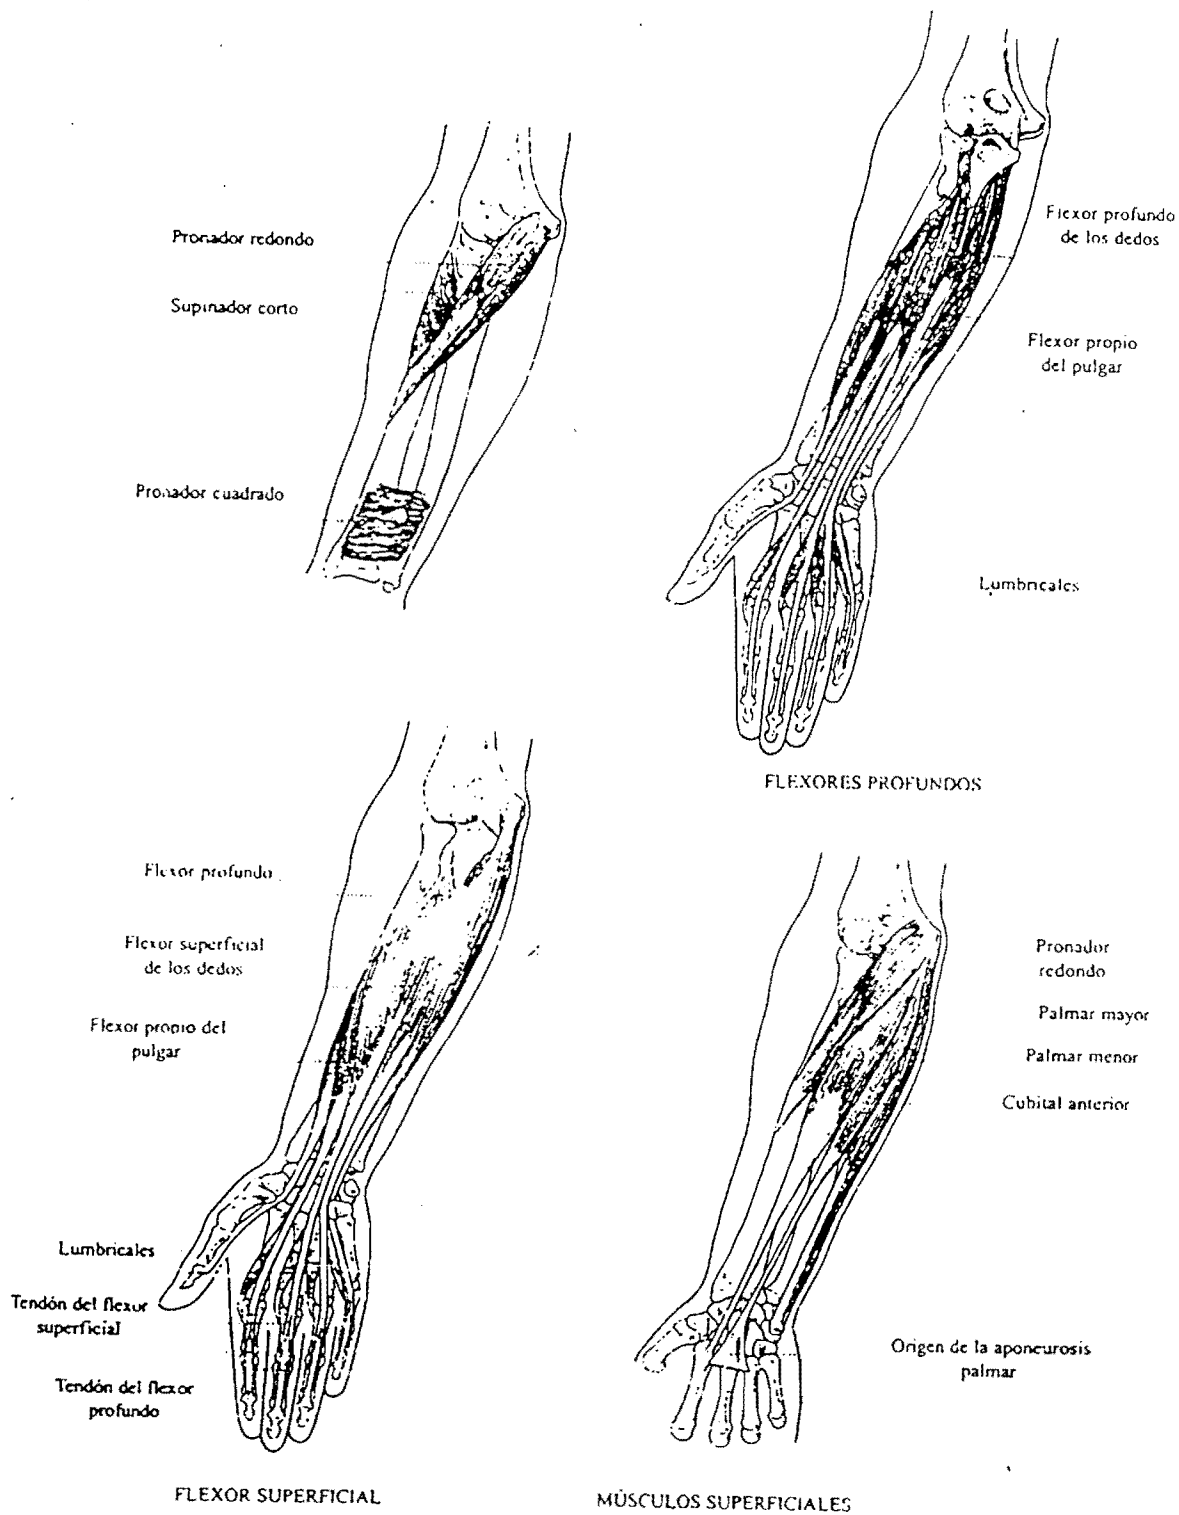 Pronador redondo
Supinador corto
Pronador cuadrado
Flexor profundo
de los dedos
Flexor propio
del pulgar
Lumbricales
FLEXORES PROFUNDOS
Flexor profundo
Flexor superficial
de los dedos
Flexor propio del
pulgar
Lumbricales
Tendón del flexor
superficial
Tendón del flexor
profundo
FLEXOR SUPERFICIAL
Pronador
redondo
Palmar mayor
Palmar menor
Cubital anterior
Origen de la aponeurosis
palmar
MÚSCULOS SUPERFICIALES